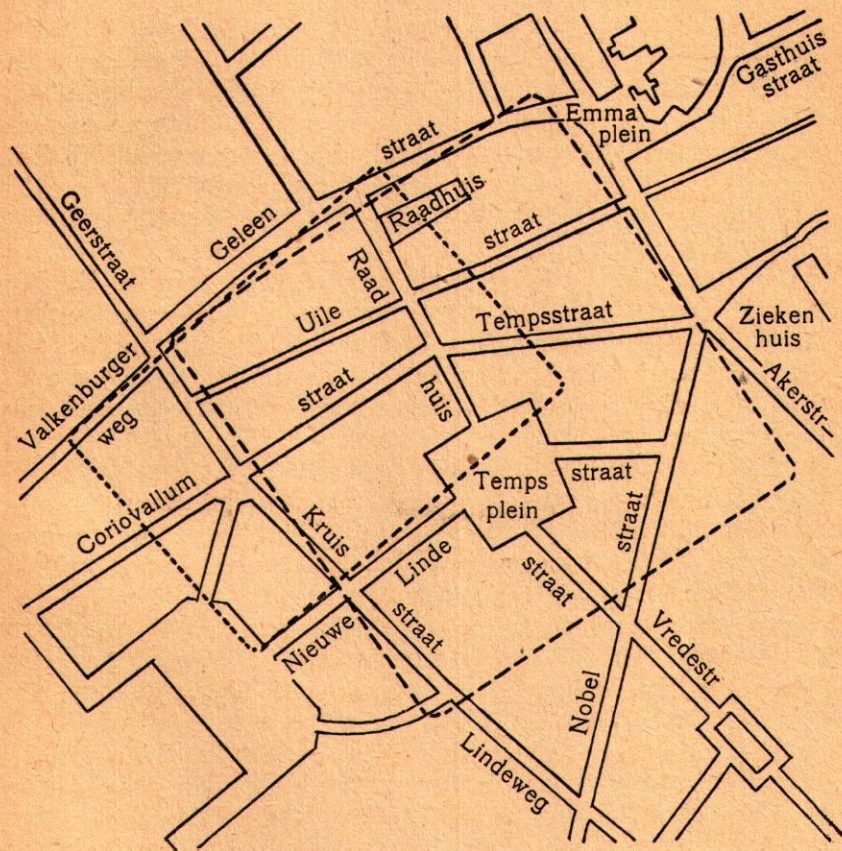 Gasthuis
straat
Emma
plein
straat
Geerstraat
Geleen
Raadhuis
straat
Raad
Uile
Tempsstraat
Zieken
huis
Valkenburger
weg
straat
huis
Akerstr
Temps
plein
straat
Coriovallum
Kruis
Linde
straat
straat
straat
Nieuwe
Vredestr
Nobel
Lindeweg